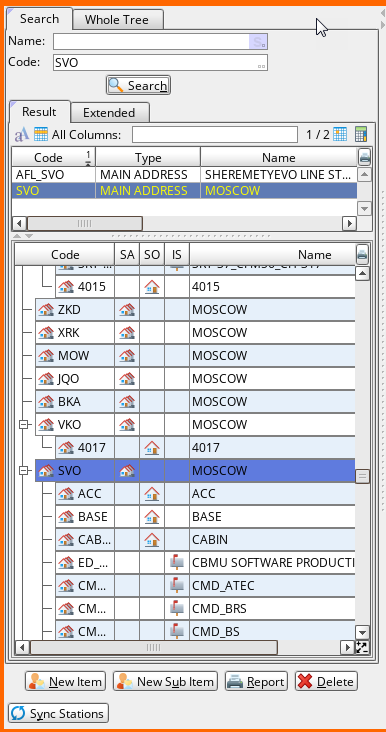 Search Whole Tree
Name:
Code: SVO
Search
Result Extended
All Columns: 1 / 2
Code 1 Type Name
AFL_SVO MAIN ADDRESS SHEREMETYEVO LINE ST...
SVO MAIN ADDRESS MOSCOW
Code SA SO IS Name
4015 4015
ZKD MOSCOW
XRK MOSCOW
MOW MOSCOW
JQO MOSCOW
BKA MOSCOW
VKO MOSCOW
4017 4017
SVO MOSCOW
ACC ACC
BASE BASE
CAB... CABIN
ED_... CBMU SOFTWARE PRODUCTI
CM... CMD_ATEC
CM... CMD_BRS
CM... CMD_BS
New Item New Sub Item Report Delete
Sync Stations